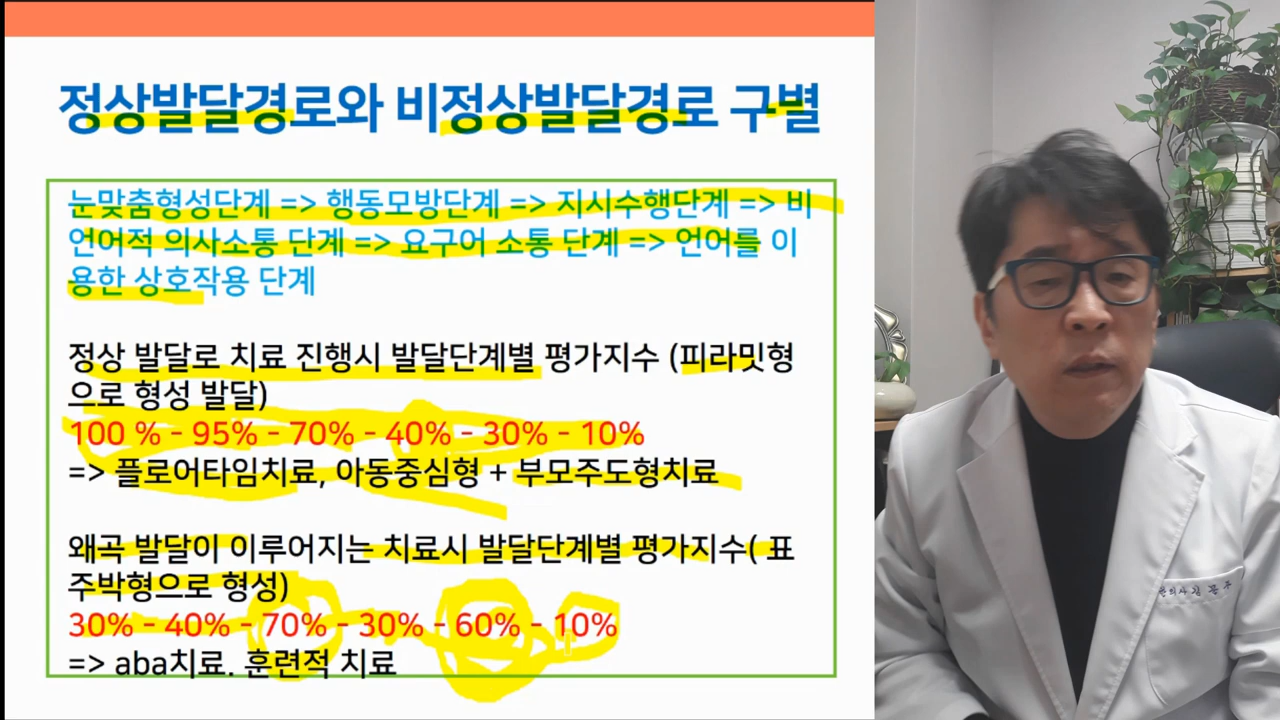 정상발달경로와 비정상발달경로 구별
눈맞춤형성단계 => 행동모방단계 => 지시수행단계 => 비
언어적 의사소통 단계 => 요구어 소통 단계 => 언어를 이
용한 상호작용 단계
정상 발달로 치료 진행시 발달단계별 평가지수 (피라밋형
으로 형성 발달)
100 % - 95% - 70% - 40% - 30% - 10%
=> 플로어타임치료, 아동중심형 + 부모주도형치료
왜곡 발달이 이루어지는 치료시 발달단계별 평가지수( 표
주박형으로 형성)
30% - 40% - 70% - 30% - 60% - 10%
=> aba치료. 훈련적 치료